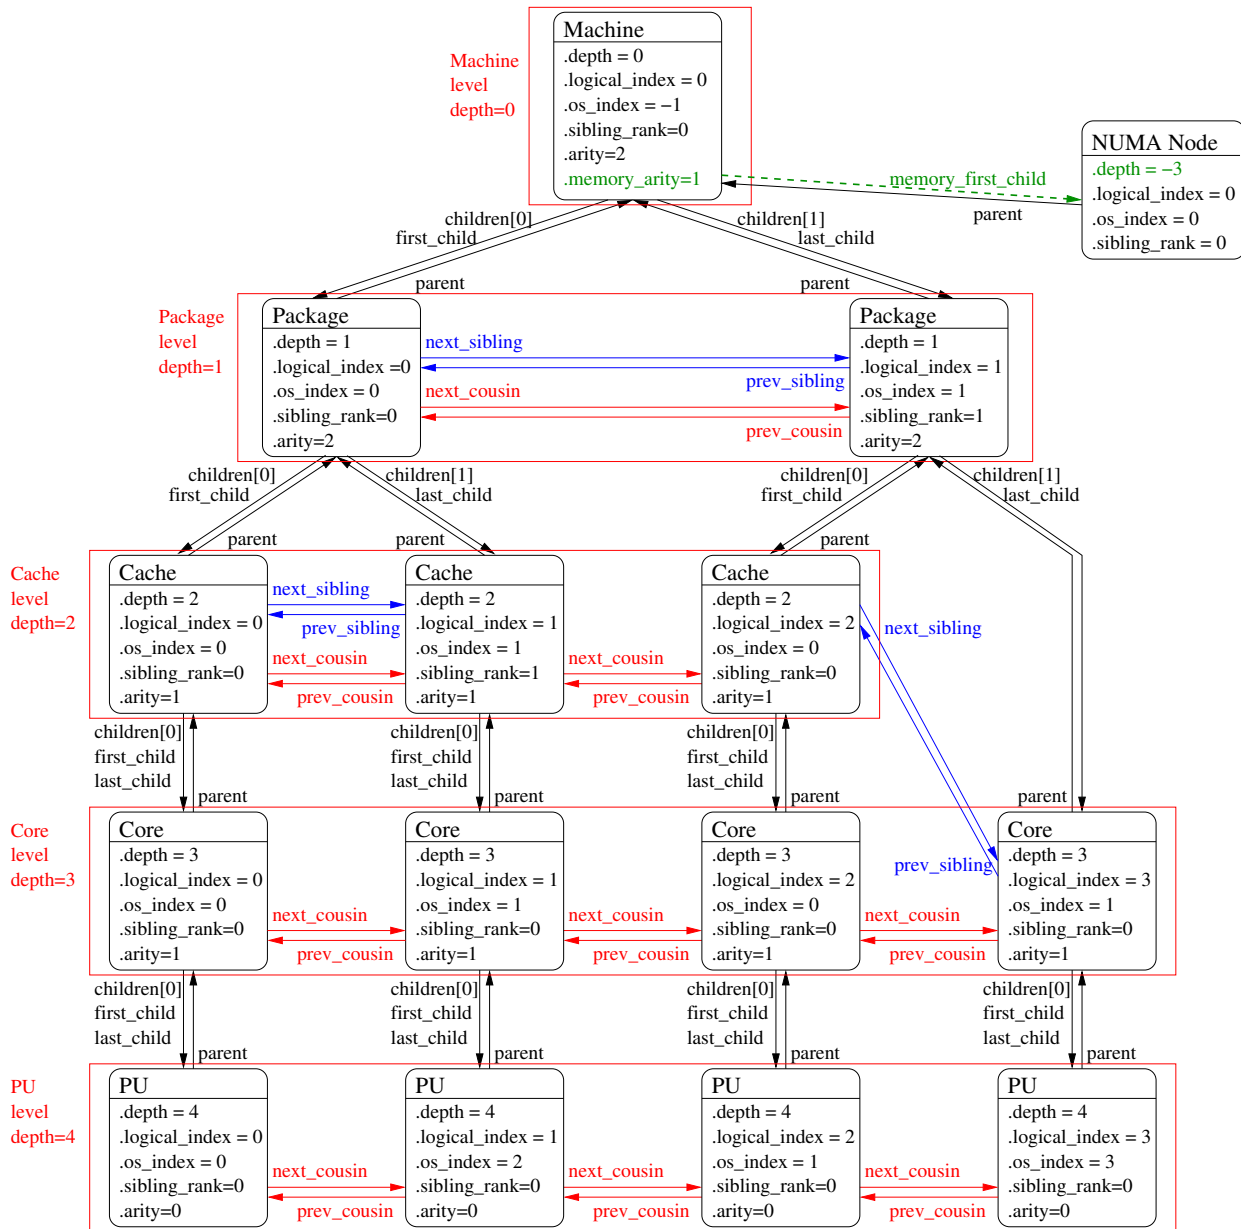 Machine
.depth = 0
.logical_index = 0
.os_index = −1
.sibling_rank=0
.arity=2
.memory_arity=1
Machine
level
depth=0
NUMA Node
.depth = −3
.logical_index = 0
.os_index = 0
.sibling_rank = 0
memory_first_child
parent
children[0]
first_child
children[1]
last_child
parent
parent
Package
level
depth=1
Package
.depth = 1
.logical_index =0
.os_index = 0
.sibling_rank=0
.arity=2
next_sibling
prev_sibling
next_cousin
prev_cousin
Package
.depth = 1
.logical_index = 1
.os_index = 1
.sibling_rank=1
.arity=2
children[0]
first_child
children[1]
last_child
children[0]
first_child
children[1]
last_child
parent
parent
parent
Cache
level
depth=2
Cache
.depth = 2
.logical_index = 0
.os_index = 0
.sibling_rank=0
.arity=1
next_sibling
prev_sibling
next_cousin
prev_cousin
Cache
.depth = 2
.logical_index = 1
.os_index = 1
.sibling_rank=1
.arity=1
next_cousin
prev_cousin
Cache
.depth = 2
.logical_index = 2
.os_index = 0
.sibling_rank=0
.arity=1
next_sibling
prev_sibling
children[0]
first_child
last_child
parent
children[0]
first_child
last_child
parent
children[0]
first_child
last_child
parent
parent
Core
level
depth=3
Core
.depth = 3
.logical_index = 0
.os_index = 0
.sibling_rank=0
.arity=1
next_cousin
prev_cousin
Core
.depth = 3
.logical_index = 1
.os_index = 1
.sibling_rank=0
.arity=1
next_cousin
prev_cousin
Core
.depth = 3
.logical_index = 2
.os_index = 0
.sibling_rank=0
.arity=1
next_cousin
prev_cousin
Core
.depth = 3
.logical_index = 3
.os_index = 1
.sibling_rank=0
.arity=1
children[0]
first_child
last_child
parent
children[0]
first_child
last_child
parent
children[0]
first_child
last_child
parent
children[0]
first_child
last_child
parent
PU
level
depth=4
PU
.depth = 4
.logical_index = 0
.os_index = 0
.sibling_rank=0
.arity=0
next_cousin
prev_cousin
PU
.depth = 4
.logical_index = 1
.os_index = 2
.sibling_rank=0
.arity=0
next_cousin
prev_cousin
PU
.depth = 4
.logical_index = 2
.os_index = 1
.sibling_rank=0
.arity=0
next_cousin
prev_cousin
PU
.depth = 4
.logical_index = 3
.os_index = 3
.sibling_rank=0
.arity=0